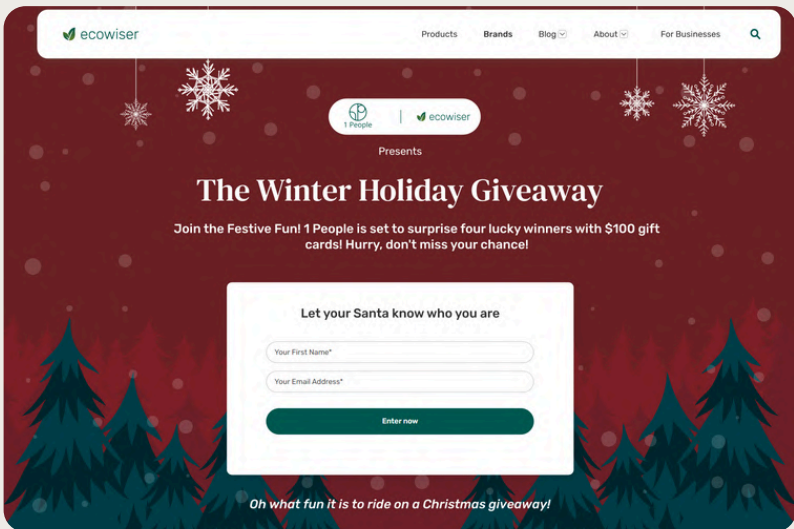 ecowiser
Products Brands Blog About For Businesses
1 People ecowiser
Presents
The Winter Holiday Giveaway
Join the Festive Fun! 1 People is set to surprise four lucky winners with $100 gift
cards! Hurry, don't miss your chance!
Let your Santa know who you are
Your First Name*
Your Email Address*
Enter now
Oh what fun it is to ride on a Christmas giveaway!